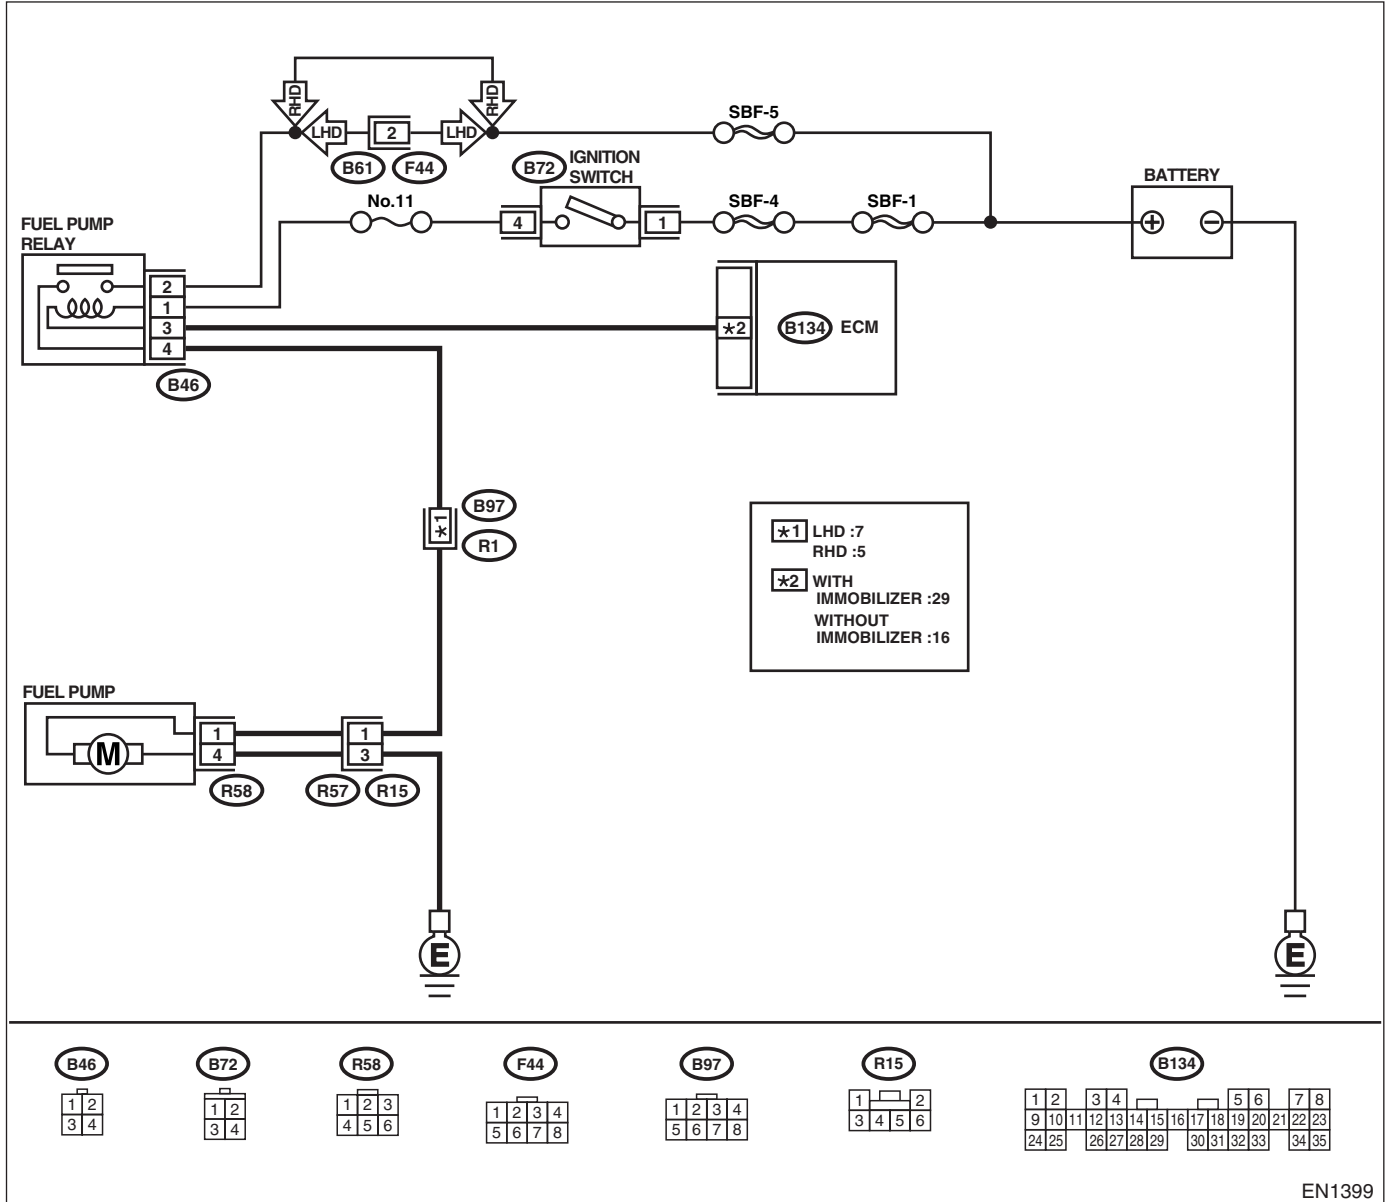 RHD
RHD
LHD
2
LHD
SBF-5
B61
F44
B72
IGNITION
SWITCH
BATTERY
No.11
4
1
SBF-4
SBF-1
+
−
FUEL PUMP
RELAY
2
1
3
4
*2
B134
ECM
B46
B97
*1
R1
*1 LHD :7
RHD :5
*2 WITH
IMMOBILIZER :29
WITHOUT
IMMOBILIZER :16
FUEL PUMP
M
1
4
1
3
R58
R57
R15
E
E
B46
B72
R58
F44
B97
R15
B134
1 2
3 4
1 2
3 4
1 2 3
4 5 6
1 2 3 4
5 6 7 8
1 2 3 4
5 6 7 8
1 2
3 4 5 6
1 2 3 4 5 6 7 8
9 10 11 12 13 14 15 16 17 18 19 20 21 22 23
24 25 26 27 28 29 30 31 32 33 34 35
EN1399